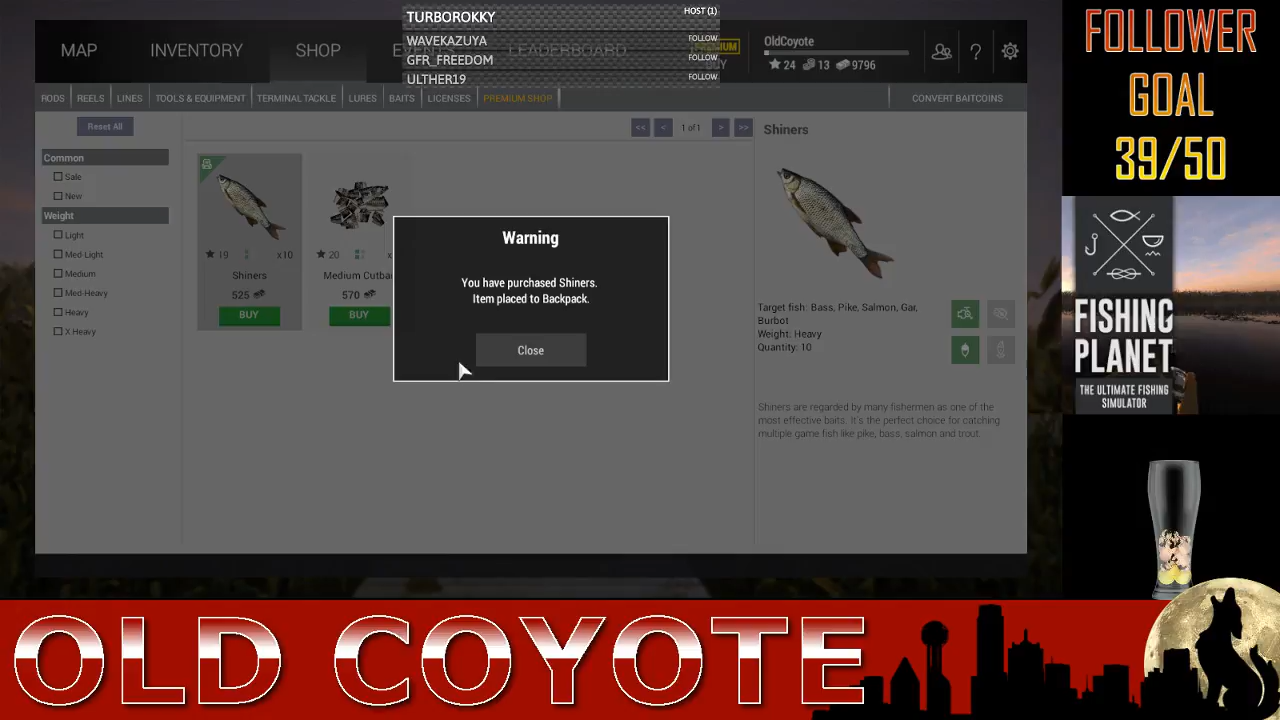 TURBOROKKY HOST (1)
WAVEKAZUYA FOLLOW
GFR_FREEDOM FOLLOW
ULTHER19 FOLLOW
MAP INVENTORY SHOP EVENTS LEADERBOARD
PREMIUM
BUY
OldCoyote
24 13 9796
?
RODS REELS LINES TOOLS & EQUIPMENT TERMINAL TACKLE LURES BAITS LICENSES PREMIUM SHOP CONVERT BAITCOINS
Reset All
<< < 1 of 1 > >>
Common
Sale
New
Weight
Light
Med-Light
Medium
Med-Heavy
Heavy
X Heavy
19 x10
Shiners
525
BUY
20 x
Medium Cutba
570
BUY
Warning
You have purchased Shiners.
Item placed to Backpack.
Close
Shiners
Target fish: Bass, Pike, Salmon, Gar,
Burbot
Weight: Heavy
Quantity: 10
Shiners are regarded by many fishermen as one of the
most effective baits. It's the perfect choice for catching
multiple game fish like pike, bass, salmon and trout.
FOLLOWER
GOAL
39/50
FISHING
PLANET
THE ULTIMATE FISHING
SIMULATOR
OLD COYOTE